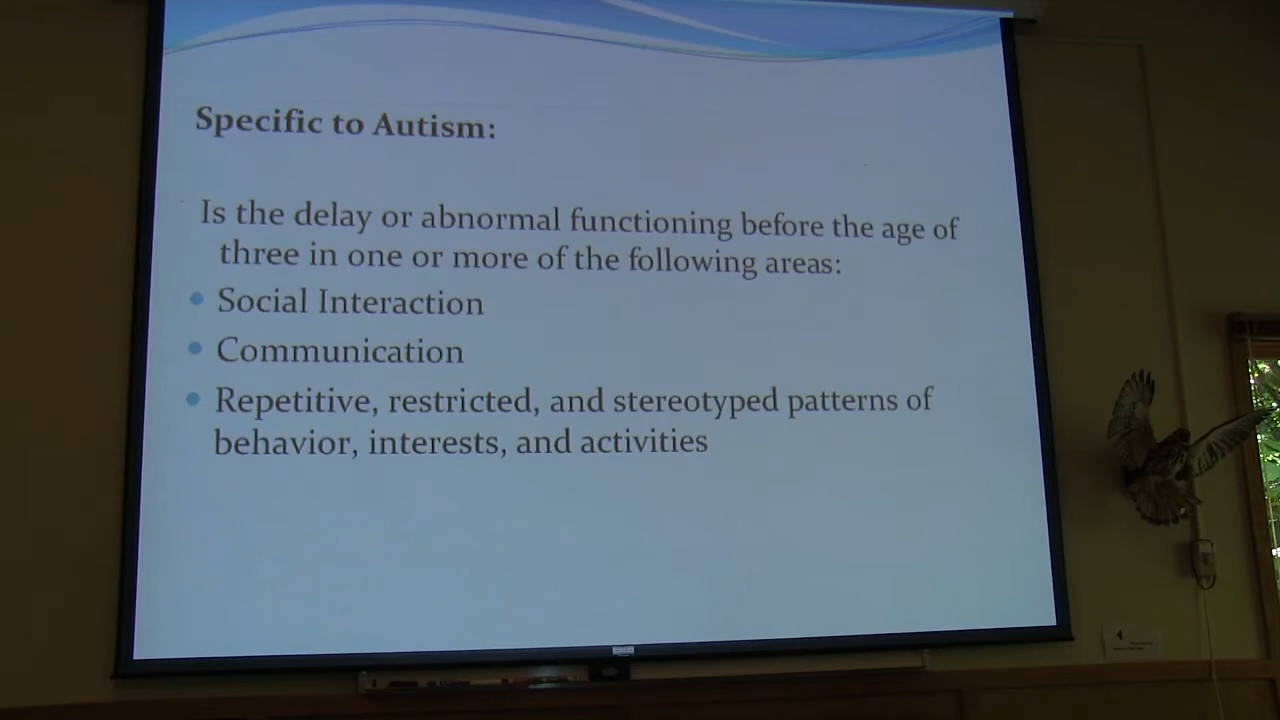 Specific to Autism:
Is the delay or abnormal functioning before the age of
three in one or more of the following areas:
Social Interaction
Communication
Repetitive, restricted, and stereotyped patterns of
behavior, interests, and activities